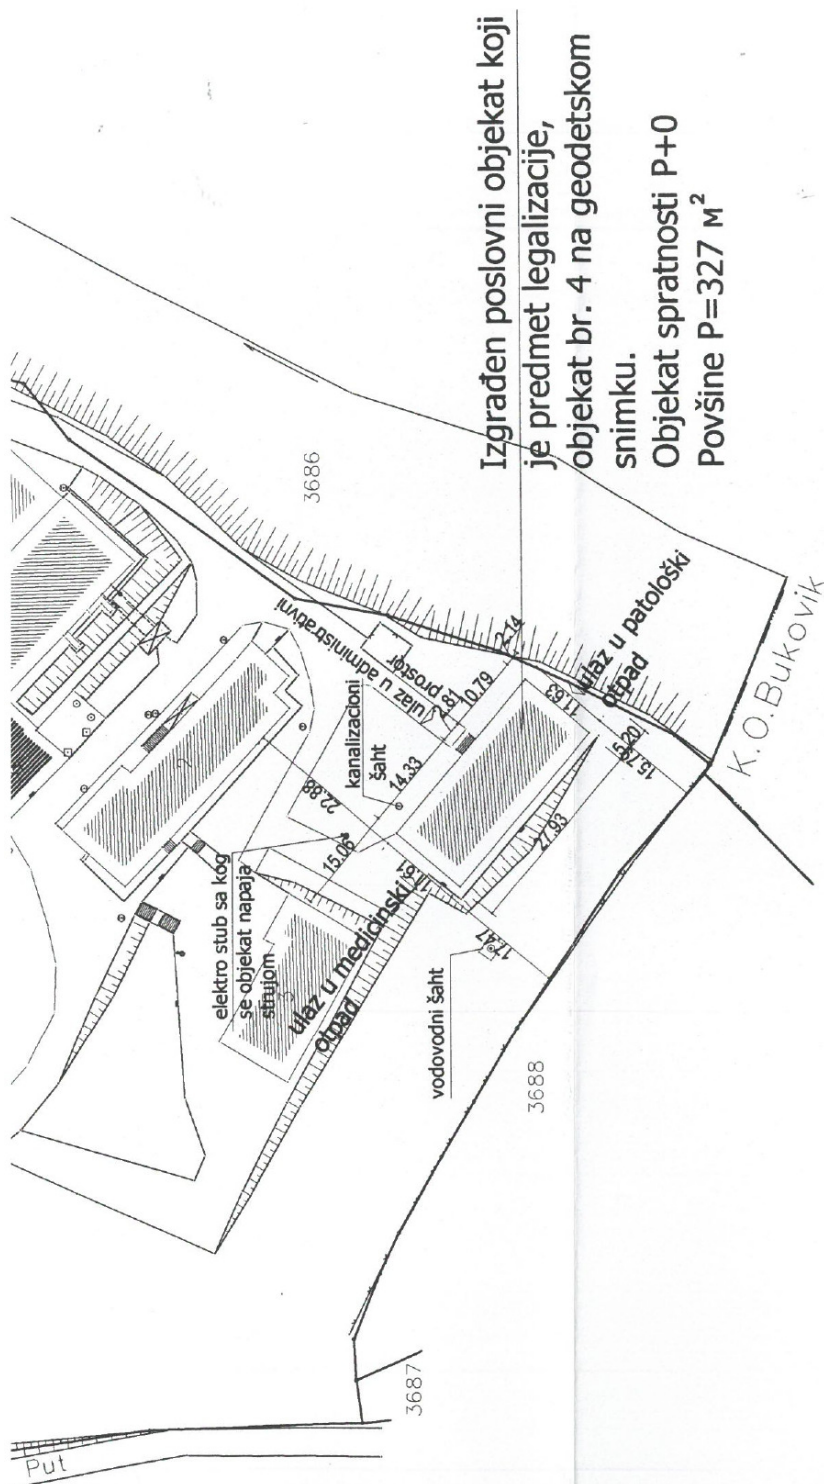 Izgrađen poslovni objekat koji
je predmet legalizacije,
objekat br. 4 na geodetskom
snimku.
Objekat spratnosti P+0
Povšine P=327 м²
3686
ulaz u administrativni
prostor
kanalizacioni
šaht
2.81
10.79
2.14
11.63
ulaz u patološki
otpad
14.33
22.88
15.06
elektro stub sa kog
se objekat napaja
strujom
ulaz u medicinski
otpad
3
27.93
5.20
15.79
17.47
vodovodni šaht
K.O.Bukovik
3688
3687
Put